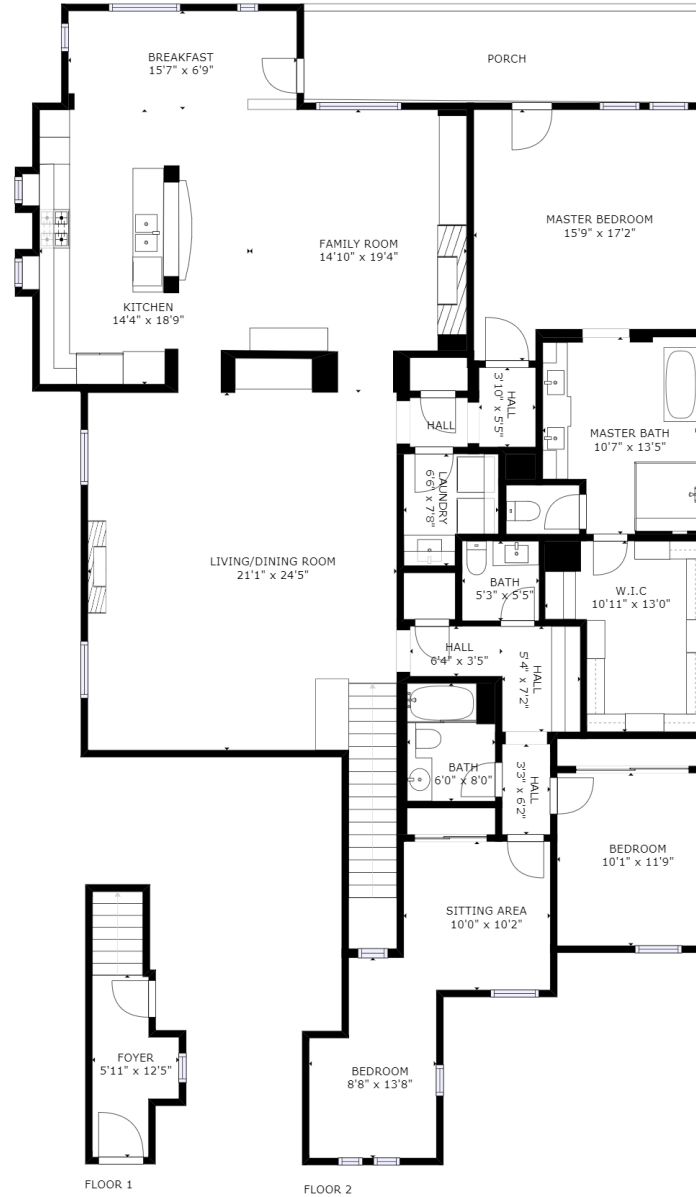 BREAKFAST
15'7" x 6'9"
PORCH
MASTER BEDROOM
15'9" x 17'2"
FAMILY ROOM
14'10" x 19'4"
KITCHEN
14'4" x 18'9"
HALL
3'10" x 5'5"
HALL
MASTER BATH
10'7" x 13'5"
LAUNDRY
6'6" x 7'8"
LIVING/DINING ROOM
21'1" x 24'5"
BATH
5'3" x 5'5"
W.I.C
10'11" x 13'0"
HALL
6'4" x 3'5"
HALL
5'4" x 7'2"
BATH
6'0" x 8'0"
HALL
3'3" x 6'2"
BEDROOM
10'1" x 11'9"
SITTING AREA
10'0" x 10'2"
FOYER
5'11" x 12'5"
BEDROOM
8'8" x 13'8"
FLOOR 1
FLOOR 2